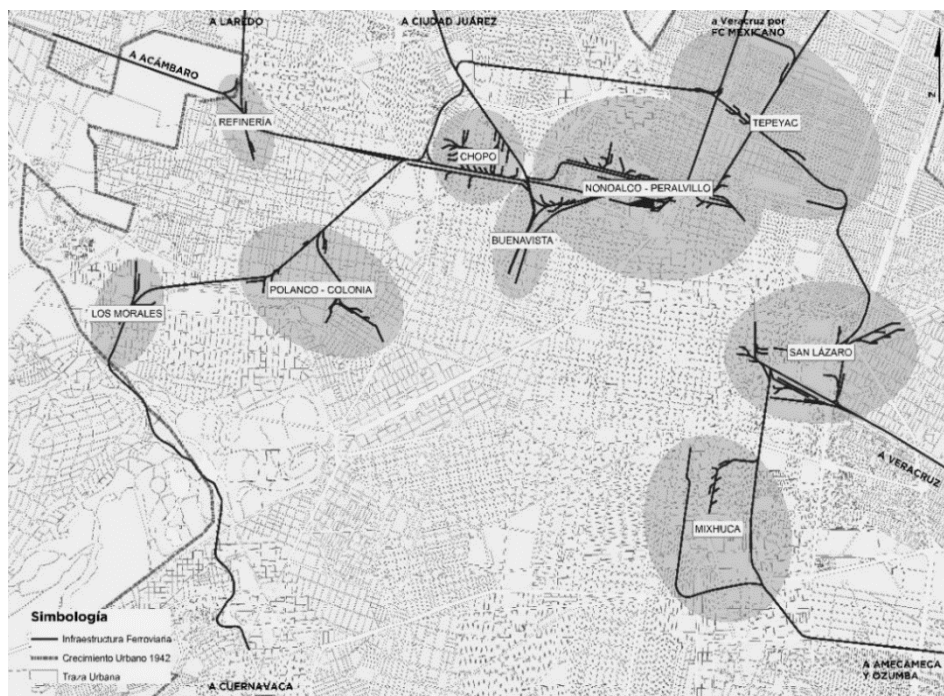 A LAREDO
A CIUDAD JUÁREZ
a Veracruz por
FC MEXICANO
A ACÁMBARO
REFINERÍA
TEPEYAC
CHOPO
NONOALCO - PERALVILLO
BUENAVISTA
POLANCO - COLONIA
LOS MORALES
SAN LÁZARO
A VERACRUZ
MIXHUCA
Simbología
Infraestructura Ferroviaria
Crecimiento Urbano 1942
Traza Urbana
A CUERNAVACA
A AMECAMECA
Y OZUMBA
N